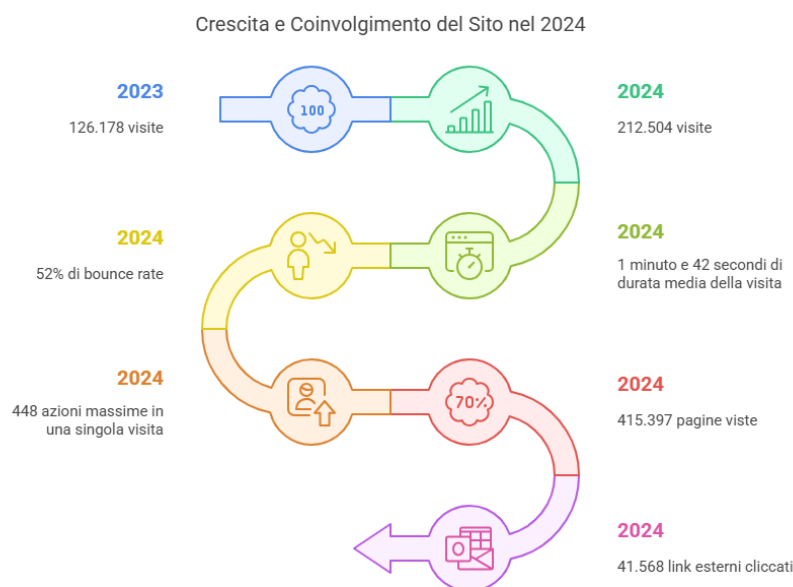 Crescita e Coinvolgimento del Sito nel 2024
2023
126.178 visite
100
2024
212.504 visite
2024
1 minuto e 42 secondi di
durata media della visita
2024
52% di bounce rate
2024
448 azioni massime in
una singola visita
70%
2024
415.397 pagine viste
2024
41.568 link esterni cliccati